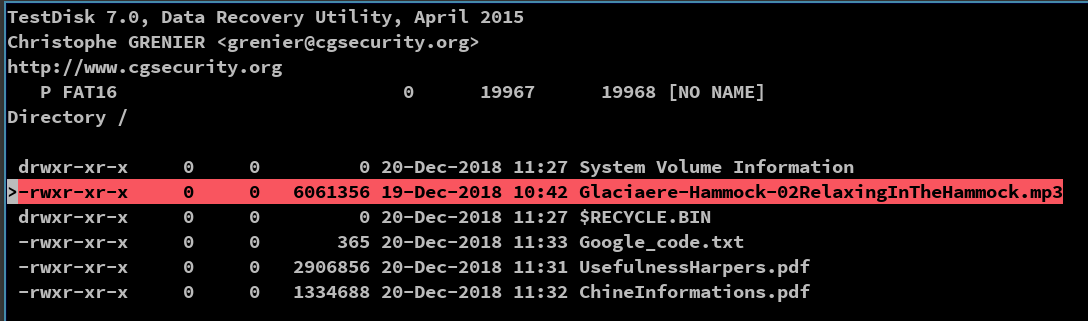 TestDisk 7.0, Data Recovery Utility, April 2015
Christophe GRENIER <grenier@cgsecurity.org>
http://www.cgsecurity.org
   P FAT16                          0      19967      19968 [NO NAME]
Directory /
 drwxr-xr-x     0     0         0 20-Dec-2018 11:27 System Volume Information
>-rwxr-xr-x     0     0   6061356 19-Dec-2018 10:42 Glaciaere-Hammock-02RelaxingInTheHammock.mp3
 drwxr-xr-x     0     0         0 20-Dec-2018 11:27 $RECYCLE.BIN
 -rwxr-xr-x     0     0       365 20-Dec-2018 11:33 Google_code.txt
 -rwxr-xr-x     0     0   2906856 20-Dec-2018 11:31 UsefulnessHarpers.pdf
 -rwxr-xr-x     0     0   1334688 20-Dec-2018 11:32 ChineInformations.pdf